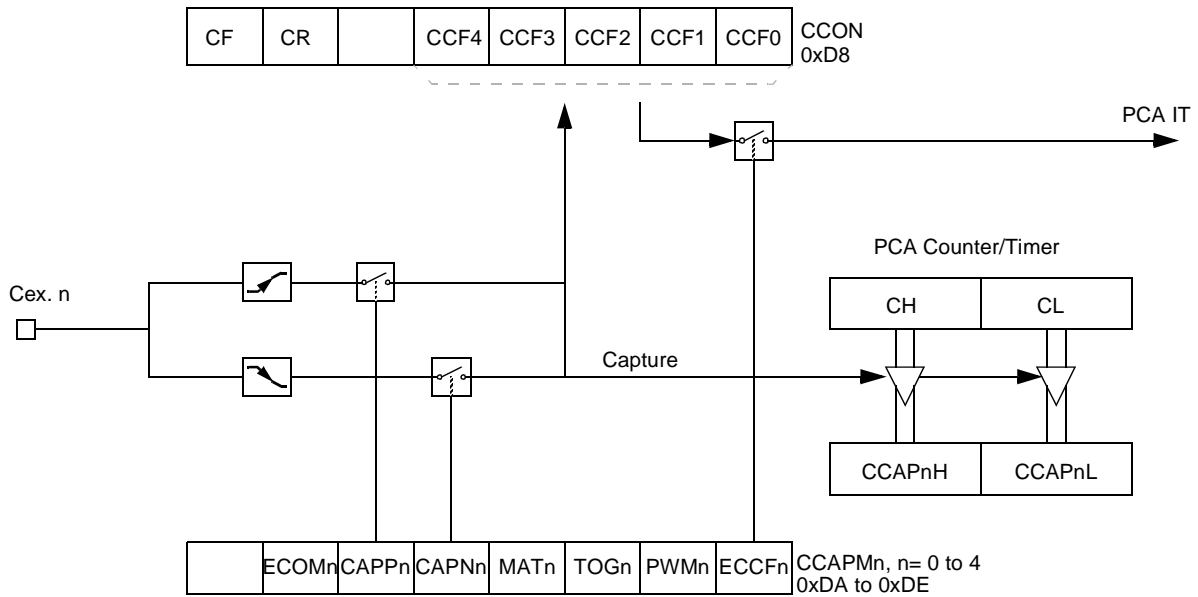 CF CR CCF4 CCF3 CCF2 CCF1 CCF0 CCON
0xD8
PCA IT
PCA Counter/Timer
Cex. n
CH CL
Capture
CCAPnH CCAPnL
ECOMn CAPPn CAPNn MATn TOGn PWMn ECCFn CCAPMn, n= 0 to 4
0xDA to 0xDE